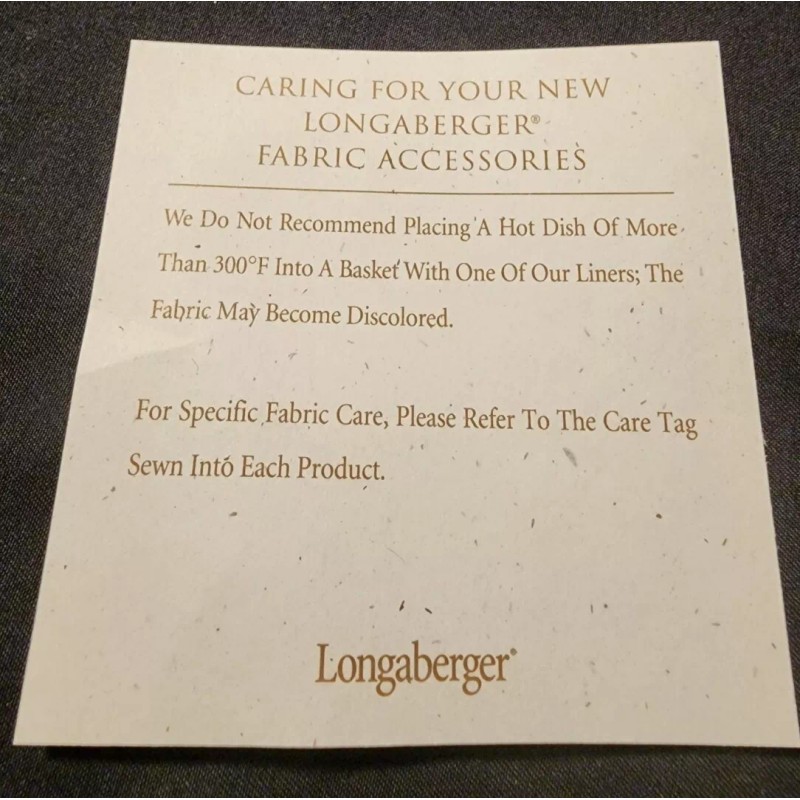 CARING FOR YOUR NEW
LONGABERGER®
FABRIC ACCESSORIES
We Do Not Recommend Placing A Hot Dish Of More
Than 300°F Into A Basket With One Of Our Liners; The
Fabric May Become Discolored.
For Specific Fabric Care, Please Refer To The Care Tag
Sewn Into Each Product.
Longaberger®